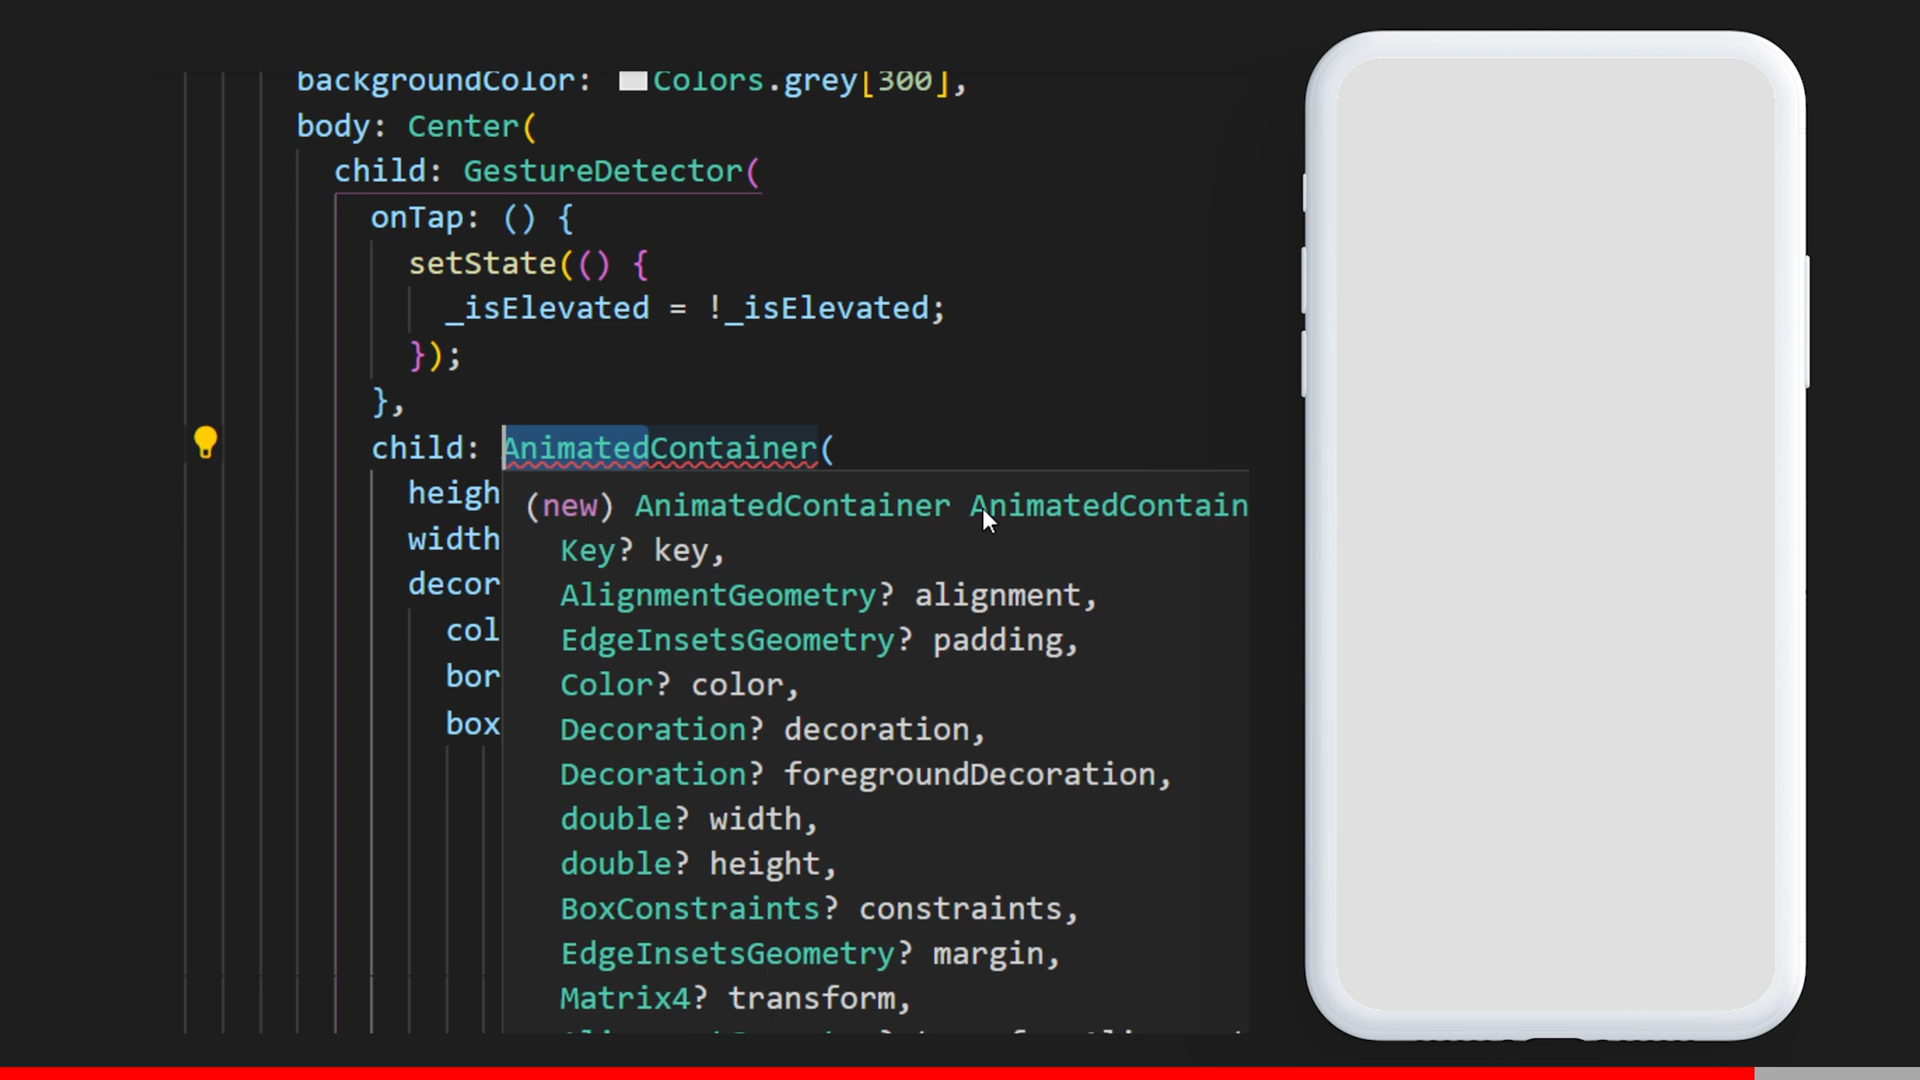 backgroundColor: Colors.grey[300],
body: Center(
child: GestureDetector(
onTap: () {
setState(() {
_isElevated = !_isElevated;
});
},
child: AnimatedContainer(
heigh
(new) AnimatedContainer AnimatedContain
width
Key? key,
decor
AlignmentGeometry? alignment,
col
EdgeInsetsGeometry? padding,
bor
Color? color,
box
Decoration? decoration,
Decoration? foregroundDecoration,
double? width,
double? height,
BoxConstraints? constraints,
EdgeInsetsGeometry? margin,
Matrix4? transform,